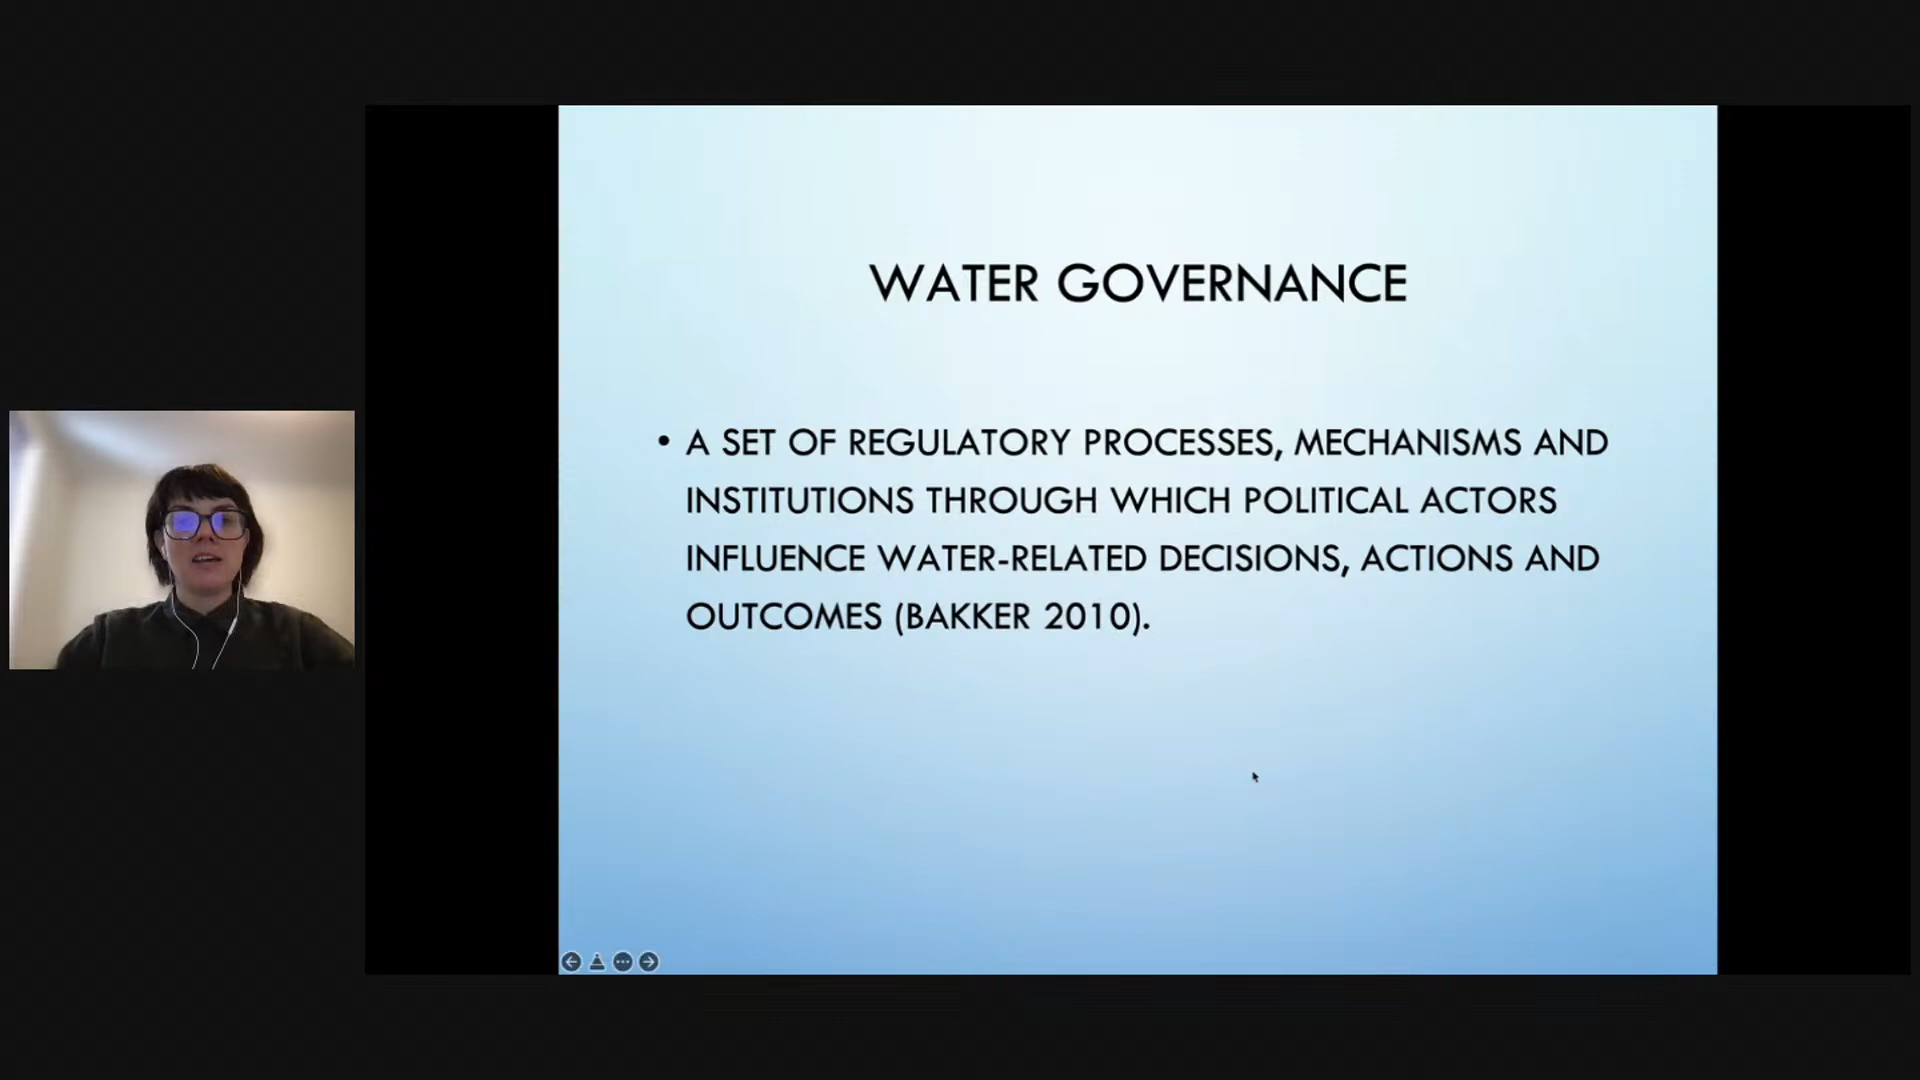 WATER GOVERNANCE
• A SET OF REGULATORY PROCESSES, MECHANISMS AND
INSTITUTIONS THROUGH WHICH POLITICAL ACTORS
INFLUENCE WATER-RELATED DECISIONS, ACTIONS AND
OUTCOMES (BAKKER 2010).